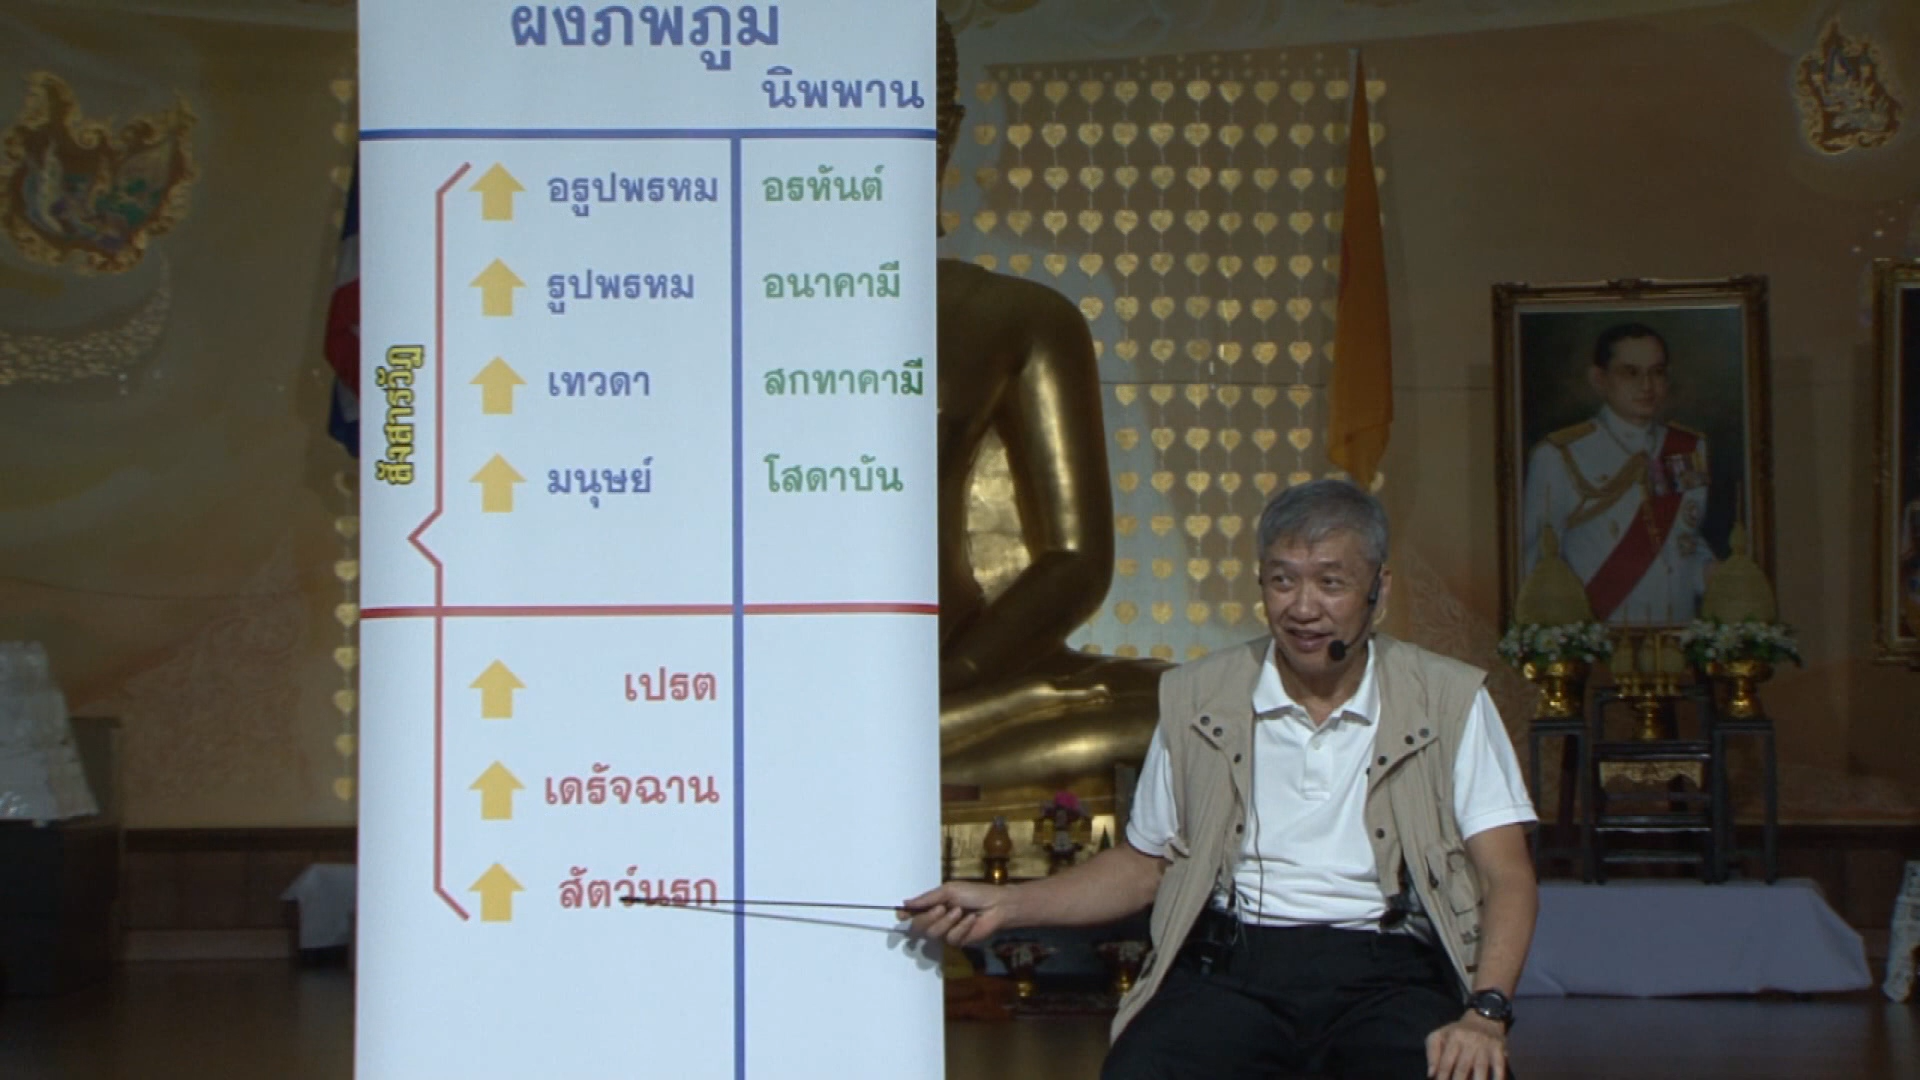 ผังภพภูมิ
นิพพาน
สังสารวัฏ
อรูปพรหม อรหันต์
รูปพรหม อนาคามี
เทวดา สกทาคามี
มนุษย์ โสดาบัน
เปรต
เดรัจฉาน
สัตว์นรก